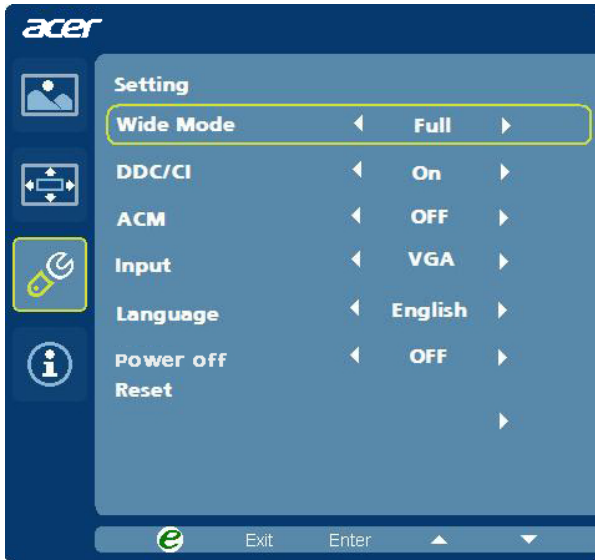 acer
Setting
Wide Mode Full
DDC/CI On
ACM OFF
Input VGA
Language English
Power off OFF
Reset
e Exit Enter